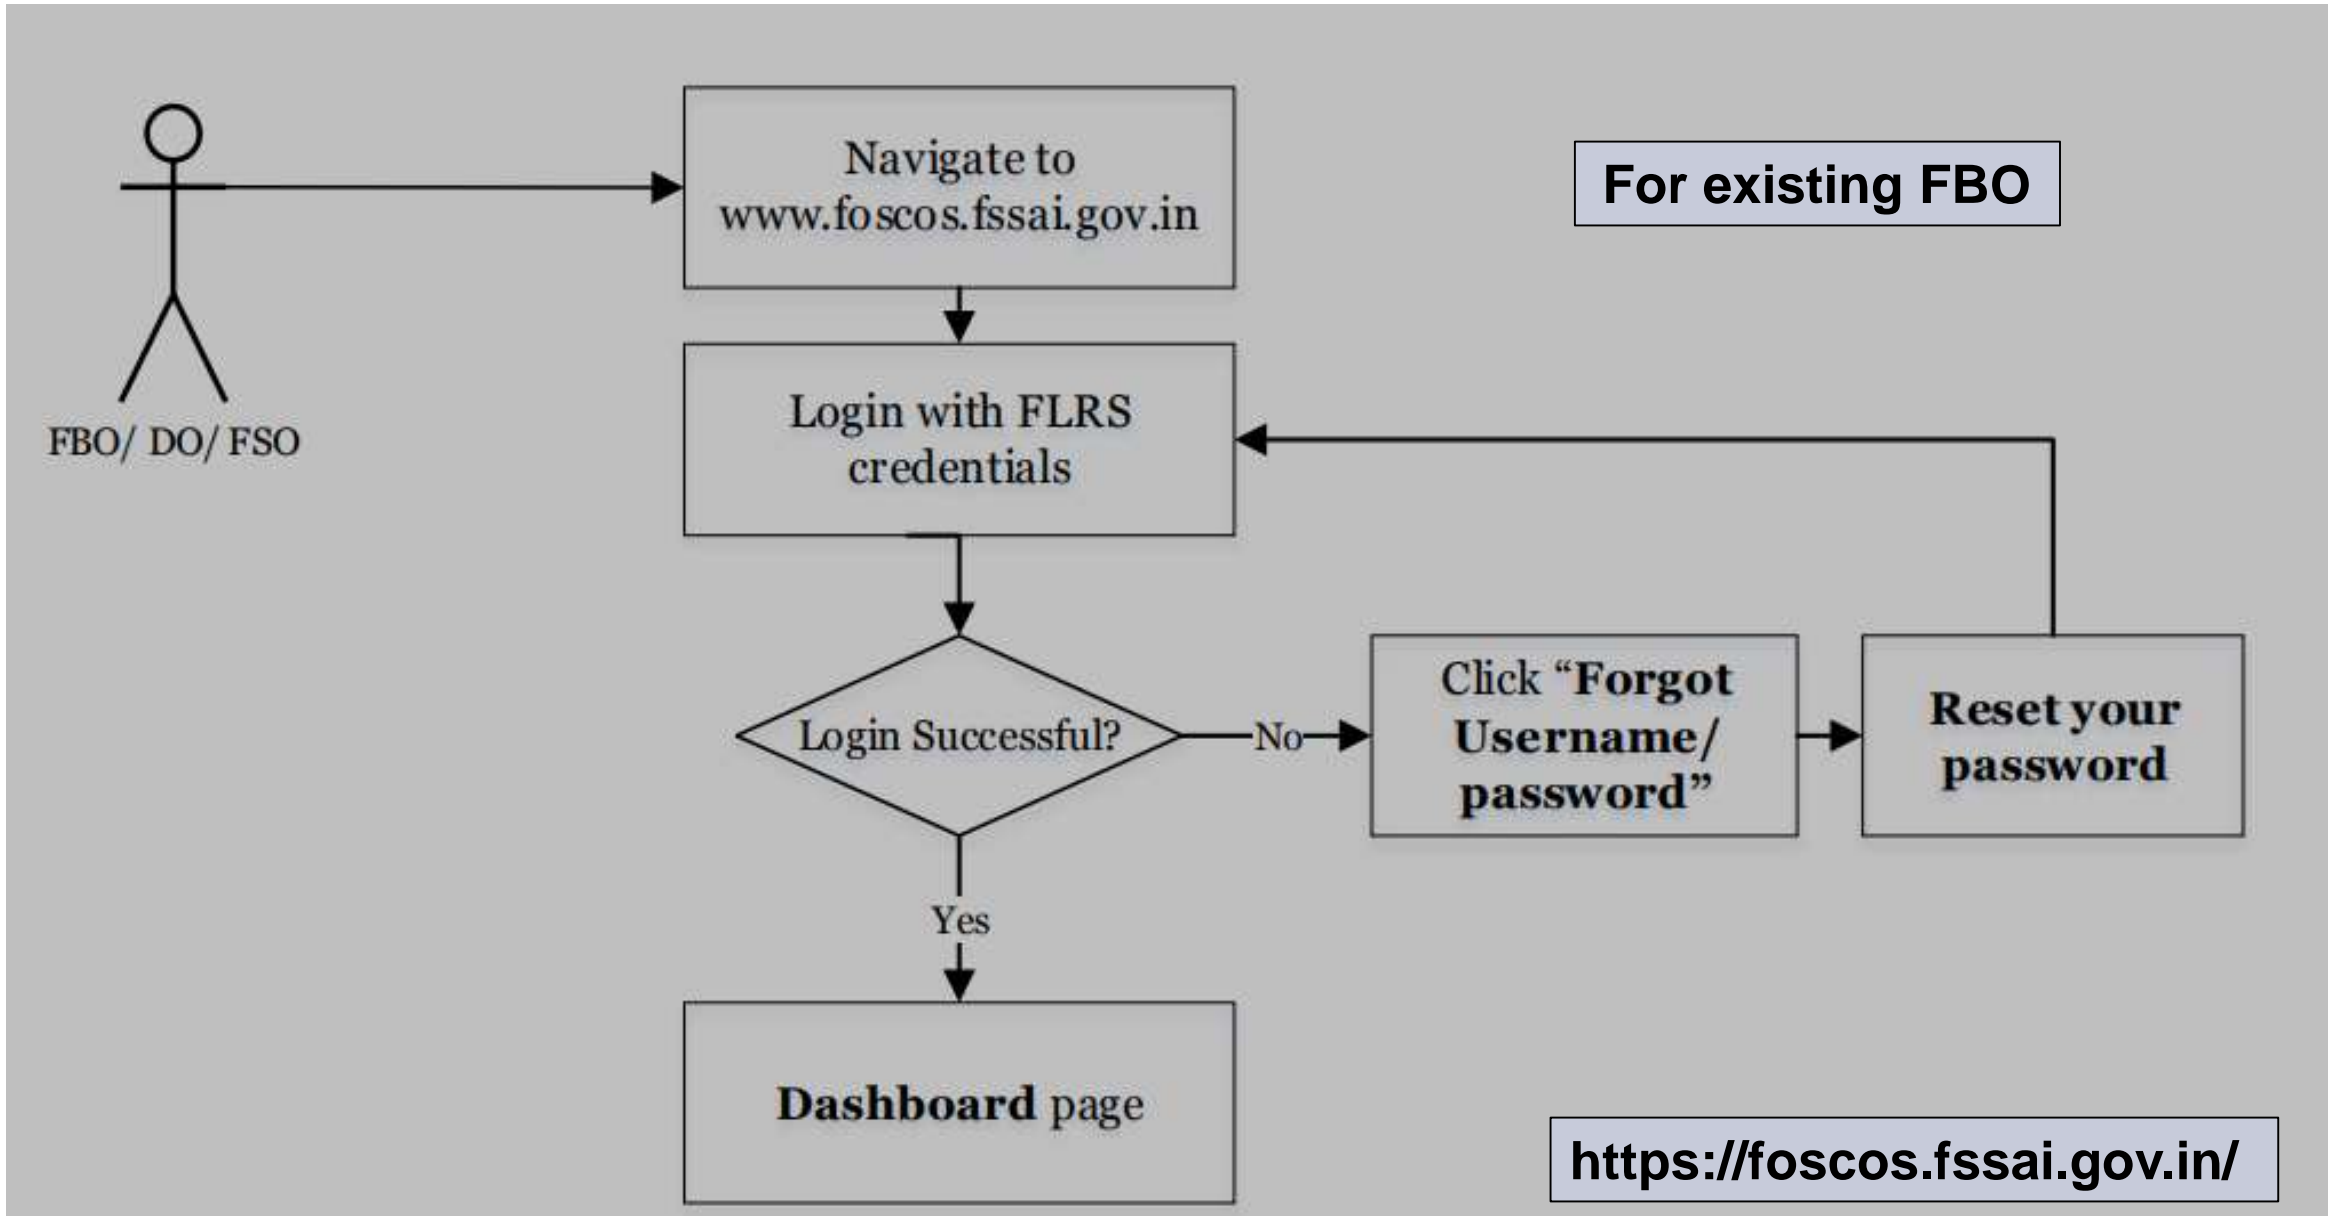 Navigate to
www.foscos.fssai.gov.in
For existing FBO
FBO/ DO/ FSO
Login with FLRS
credentials
Login Successful?
No
Click “Forgot
Username/
password”
Reset your
password
Yes
Dashboard page
https://foscos.fssai.gov.in/